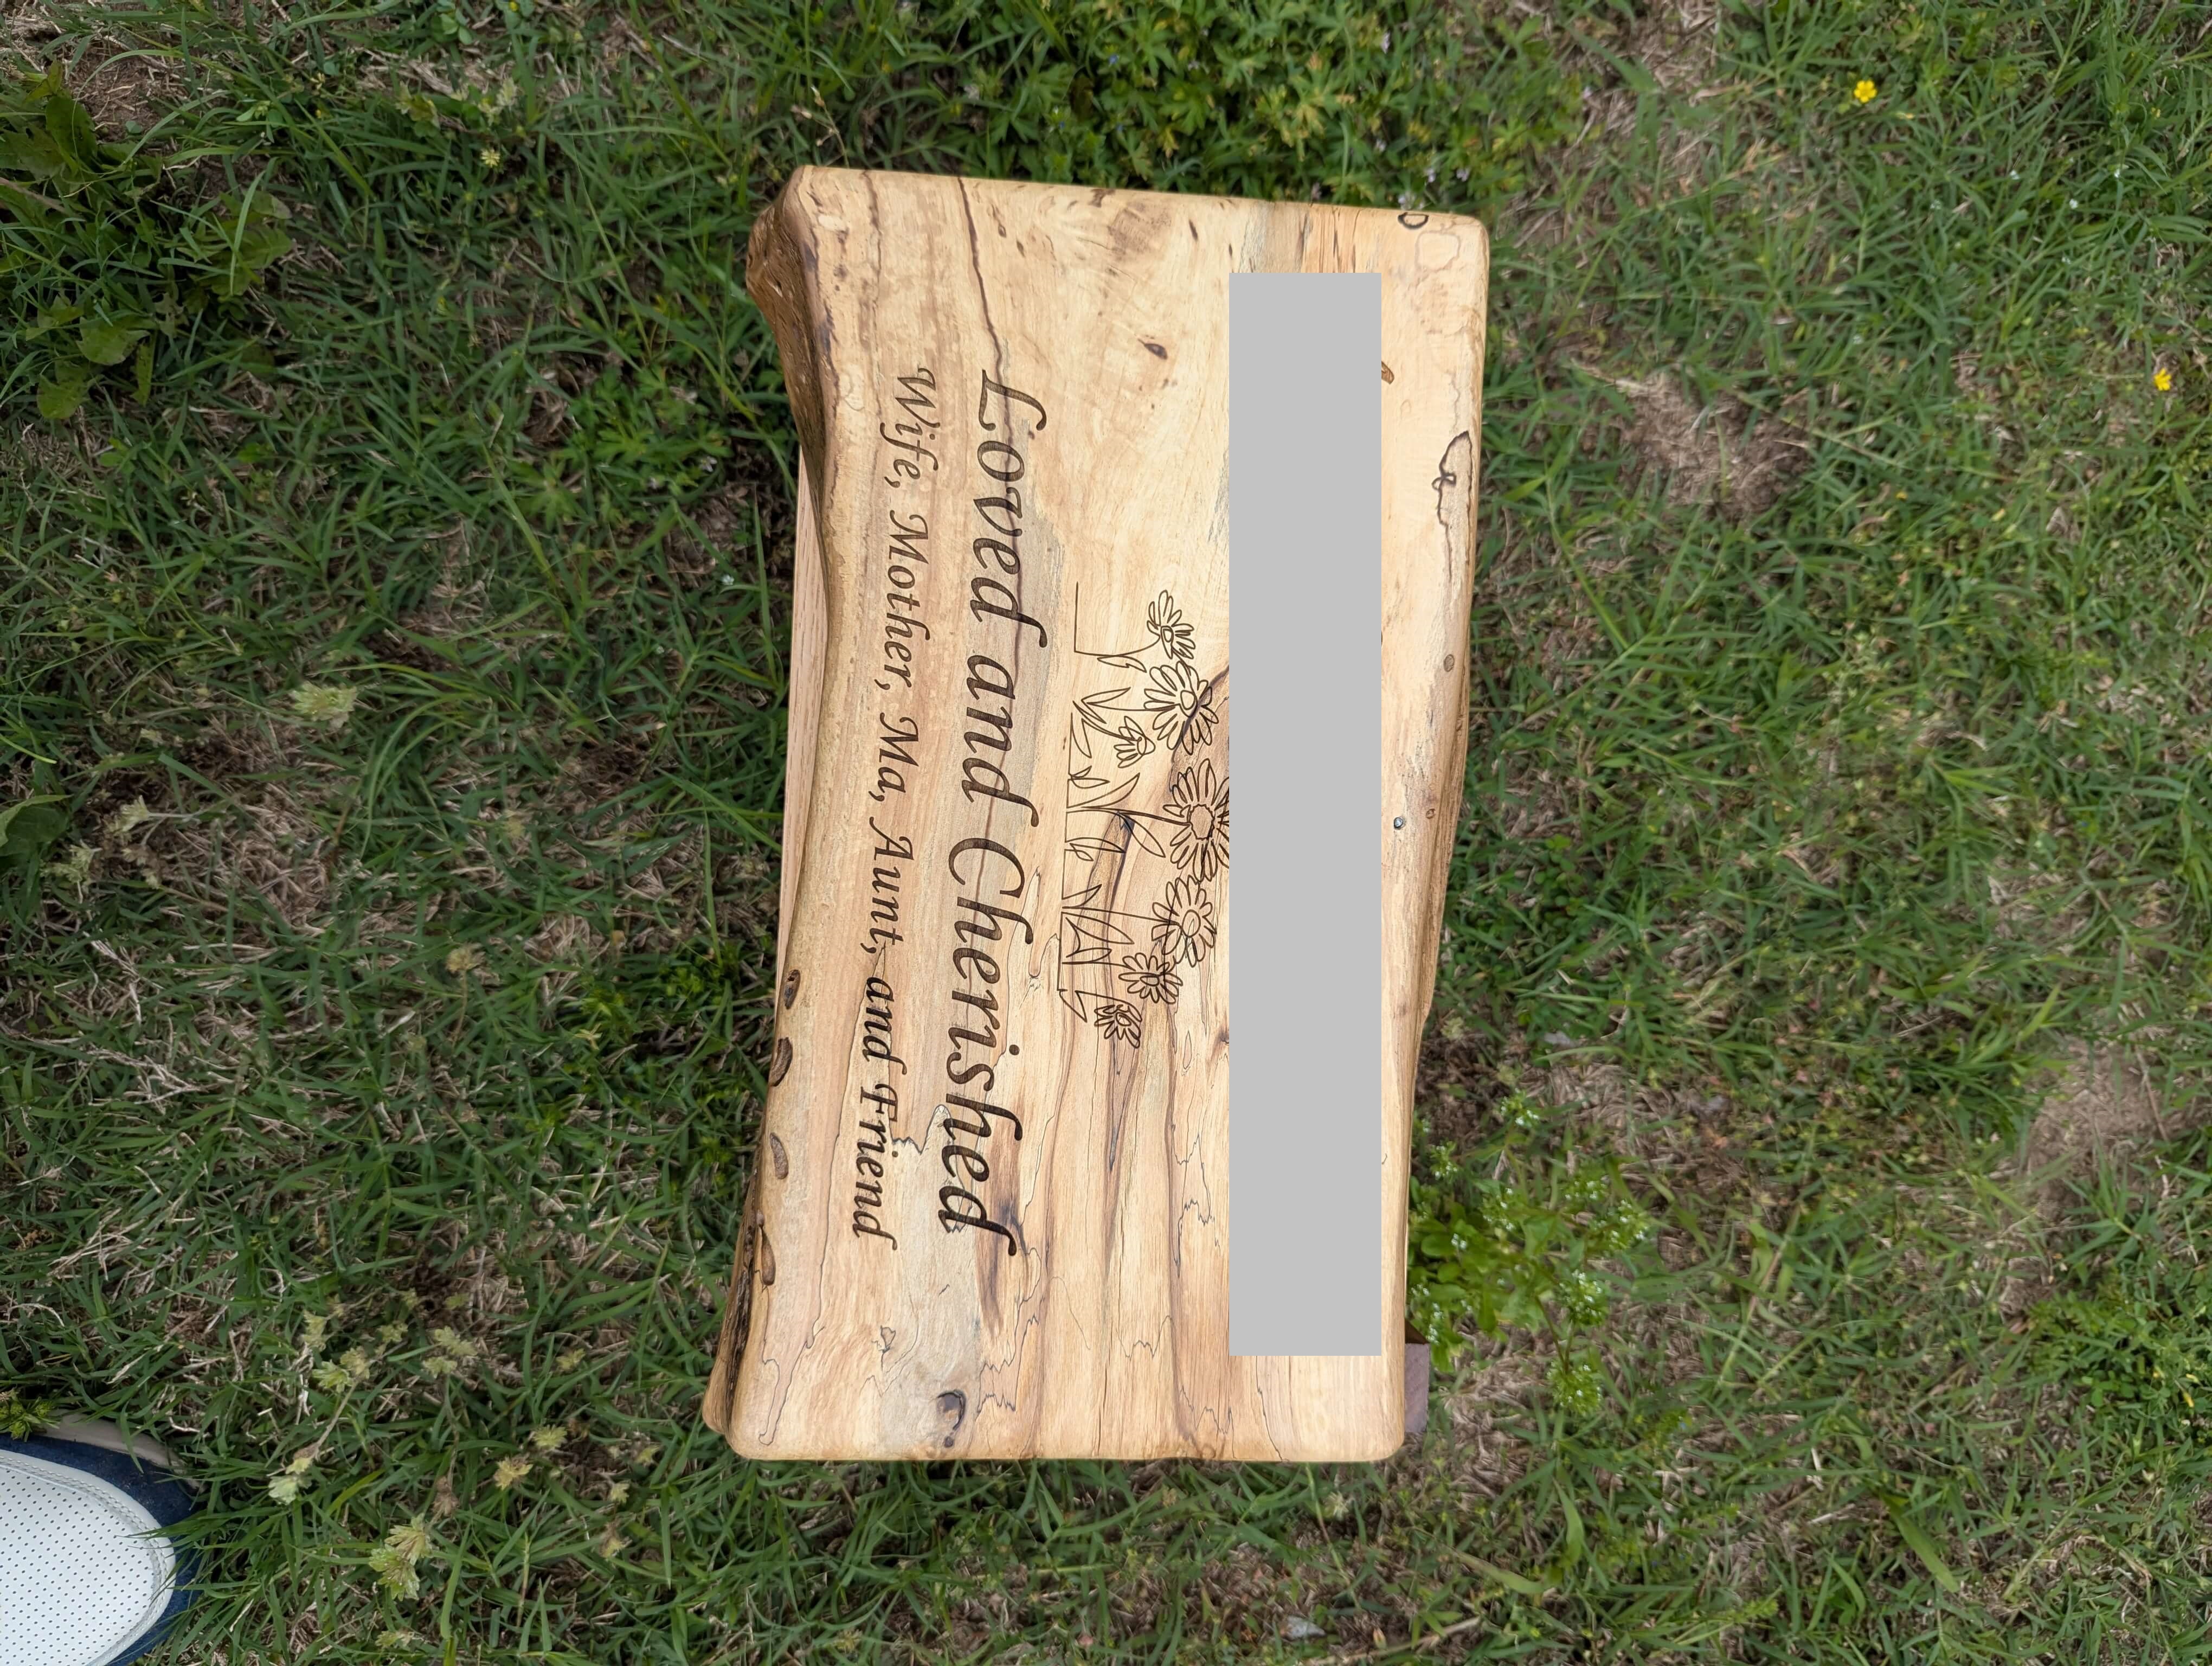 Loved and Cherished
Wife, Mother, Ma, Aunt, and Friend